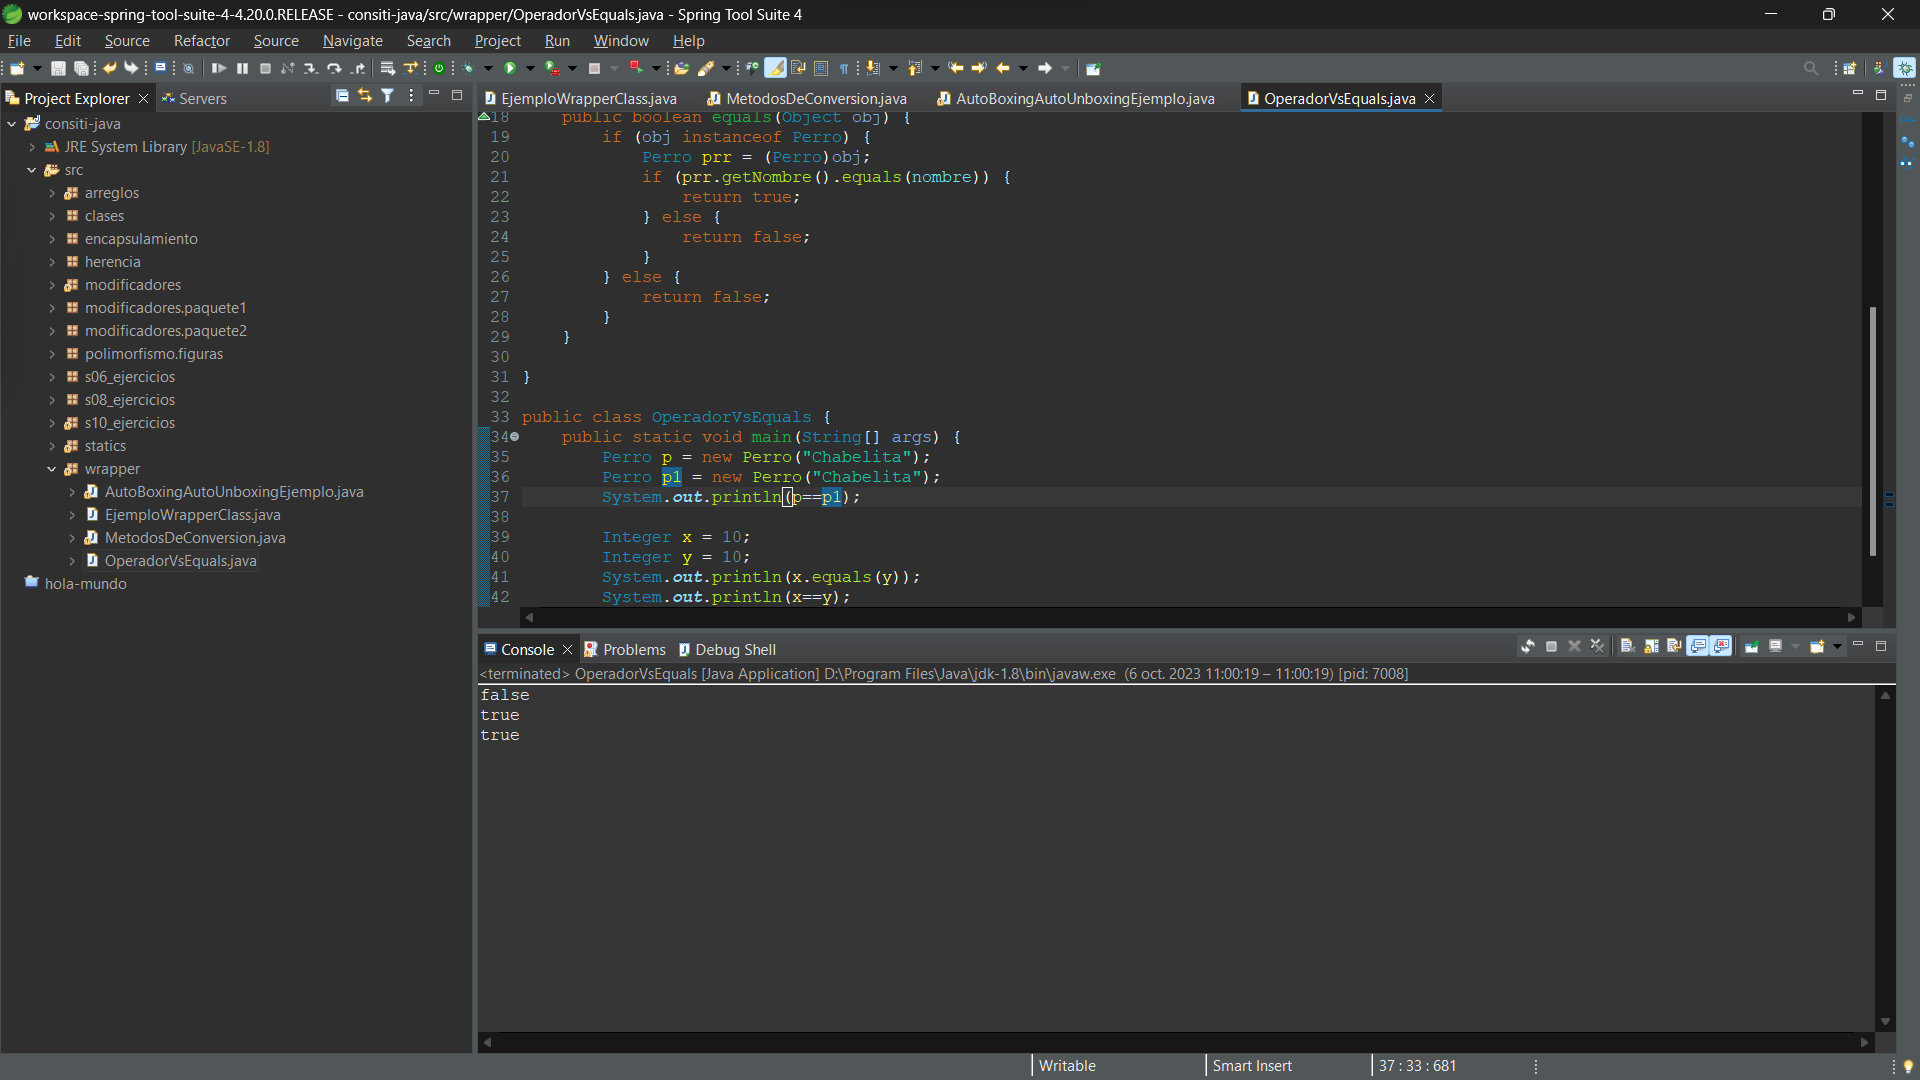 workspace-spring-tool-suite-4-4.20.0.RELEASE - consiti-java/src/wrapper/OperadorVsEquals.java - Spring Tool Suite 4
File Edit Source Refactor Source Navigate Search Project Run Window Help
Project Explorer Servers
consiti-java
JRE System Library [JavaSE-1.8]
src
arreglos
clases
encapsulamiento
herencia
modificadores
modificadores.paquete1
modificadores.paquete2
polimorfismo.figuras
s06_ejercicios
s08_ejercicios
s10_ejercicios
statics
wrapper
AutoBoxingAutoUnboxingEjemplo.java
EjemploWrapperClass.java
MetodosDeConversion.java
OperadorVsEquals.java
hola-mundo
EjemploWrapperClass.java MetodosDeConversion.java AutoBoxingAutoUnboxingEjemplo.java OperadorVsEquals.java
18 public boolean equals(Object obj) {
19 if (obj instanceof Perro) {
20 Perro prr = (Perro)obj;
21 if (prr.getNombre().equals(nombre)) {
22 return true;
23 } else {
24 return false;
25 }
26 } else {
27 return false;
28 }
29 }
30
31 }
32
33 public class OperadorVsEquals {
34 public static void main(String[] args) {
35 Perro p = new Perro("Chabelita");
36 Perro p1 = new Perro("Chabelita");
37 System.out.println(p==p1);
38
39 Integer x = 10;
40 Integer y = 10;
41 System.out.println(x.equals(y));
42 System.out.println(x==y);
Console Problems Debug Shell
<terminated> OperadorVsEquals [Java Application] D:\Program Files\Java\jdk-1.8\bin\javaw.exe (6 oct. 2023 11:00:19 – 11:00:19) [pid: 7008]
false
true
true
Writable Smart Insert 37 : 33 : 681